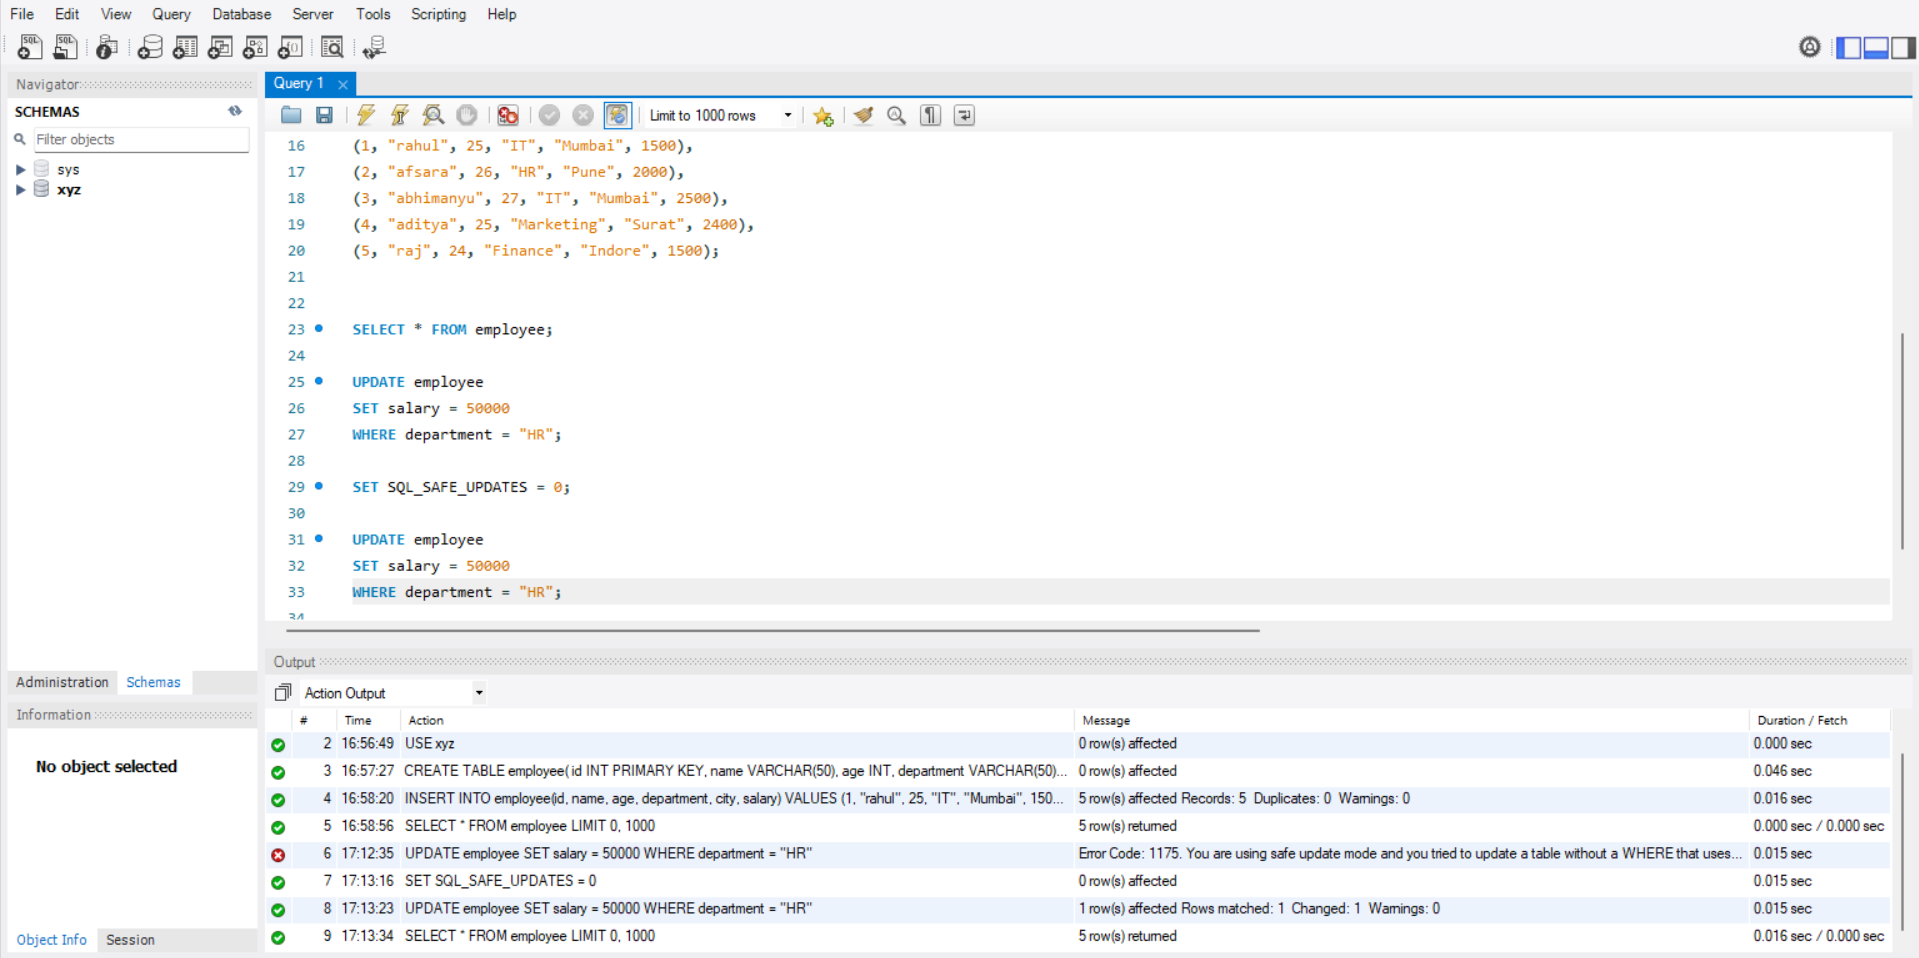 File Edit View Query Database Server Tools Scripting Help
Navigator
SCHEMAS
Filter objects
sys
xyz
Administration Schemas
Information
No object selected
Object Info Session
Query 1
Limit to 1000 rows
16 (1, "rahul", 25, "IT", "Mumbai", 1500),
17 (2, "afsara", 26, "HR", "Pune", 2000),
18 (3, "abhimanyu", 27, "IT", "Mumbai", 2500),
19 (4, "aditya", 25, "Marketing", "Surat", 2400),
20 (5, "raj", 24, "Finance", "Indore", 1500);
21
22
23 SELECT * FROM employee;
24
25 UPDATE employee
26 SET salary = 50000
27 WHERE department = "HR";
28
29 SET SQL_SAFE_UPDATES = 0;
30
31 UPDATE employee
32 SET salary = 50000
33 WHERE department = "HR";
34
Output
Action Output
# Time Action Message Duration / Fetch
2 16:56:49 USE xyz 0 row(s) affected 0.000 sec
3 16:57:27 CREATE TABLE employee( id INT PRIMARY KEY, name VARCHAR(50), age INT, department VARCHAR(50)... 0 row(s) affected 0.046 sec
4 16:58:20 INSERT INTO employee(id, name, age, department, city, salary) VALUES (1, "rahul", 25, "IT", "Mumbai", 150... 5 row(s) affected Records: 5 Duplicates: 0 Warnings: 0 0.016 sec
5 16:58:56 SELECT * FROM employee LIMIT 0, 1000 5 row(s) returned 0.000 sec / 0.000 sec
6 17:12:35 UPDATE employee SET salary = 50000 WHERE department = "HR" Error Code: 1175. You are using safe update mode and you tried to update a table without a WHERE that uses... 0.015 sec
7 17:13:16 SET SQL_SAFE_UPDATES = 0 0 row(s) affected 0.015 sec
8 17:13:23 UPDATE employee SET salary = 50000 WHERE department = "HR" 1 row(s) affected Rows matched: 1 Changed: 1 Warnings: 0 0.015 sec
9 17:13:34 SELECT * FROM employee LIMIT 0, 1000 5 row(s) returned 0.016 sec / 0.000 sec